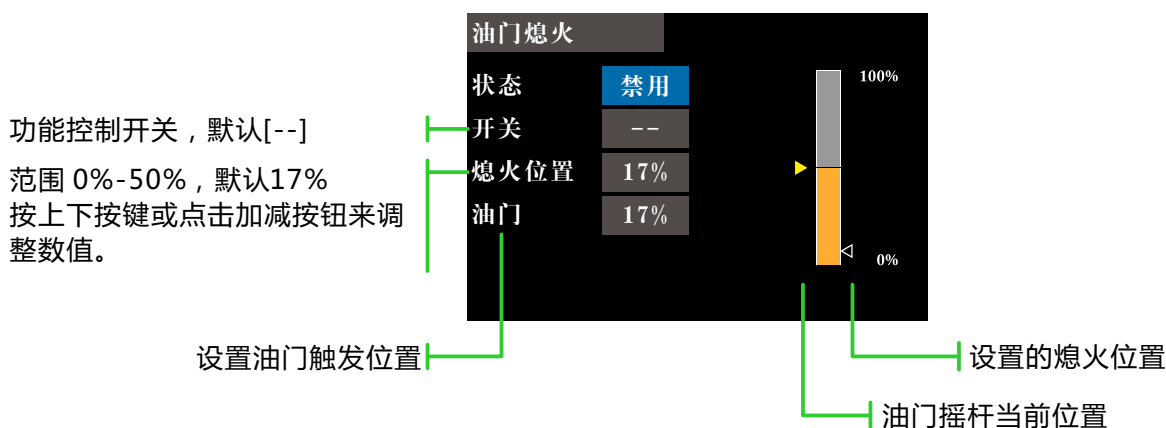 油门熄火
状态 禁用
开关 --
熄火位置 17%
油门 17%
100%
0%
功能控制开关，默认[--]
范围 0%-50%，默认17%
按上下按键或点击加减按钮来调
整数值。
设置油门触发位置
设置的熄火位置
油门摇杆当前位置